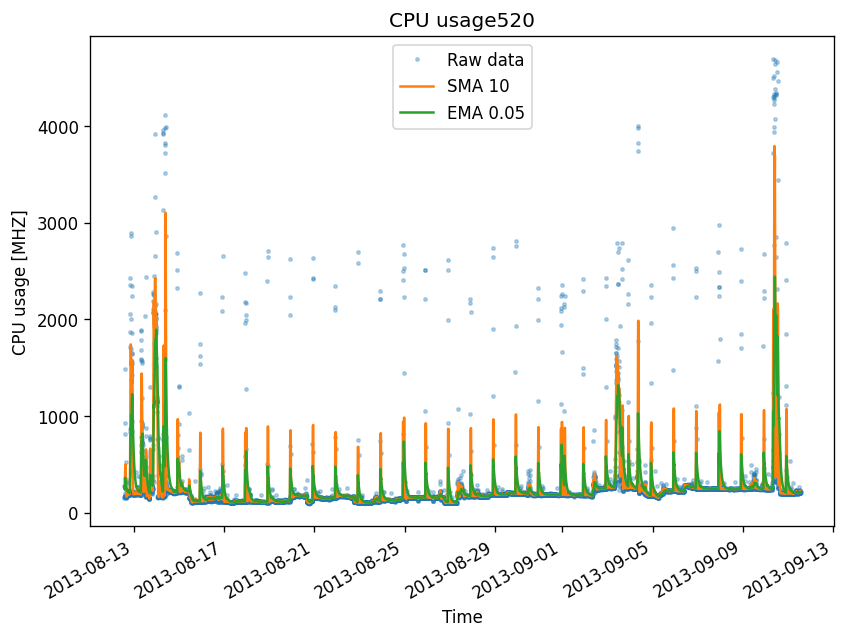 CPU usage520
Raw data
SMA 10
EMA 0.05
CPU usage [MHZ]
4000
3000
2000
1000
0
2013-08-13
2013-08-17
2013-08-21
2013-08-25
2013-08-29
2013-09-01
2013-09-05
2013-09-09
2013-09-13
Time